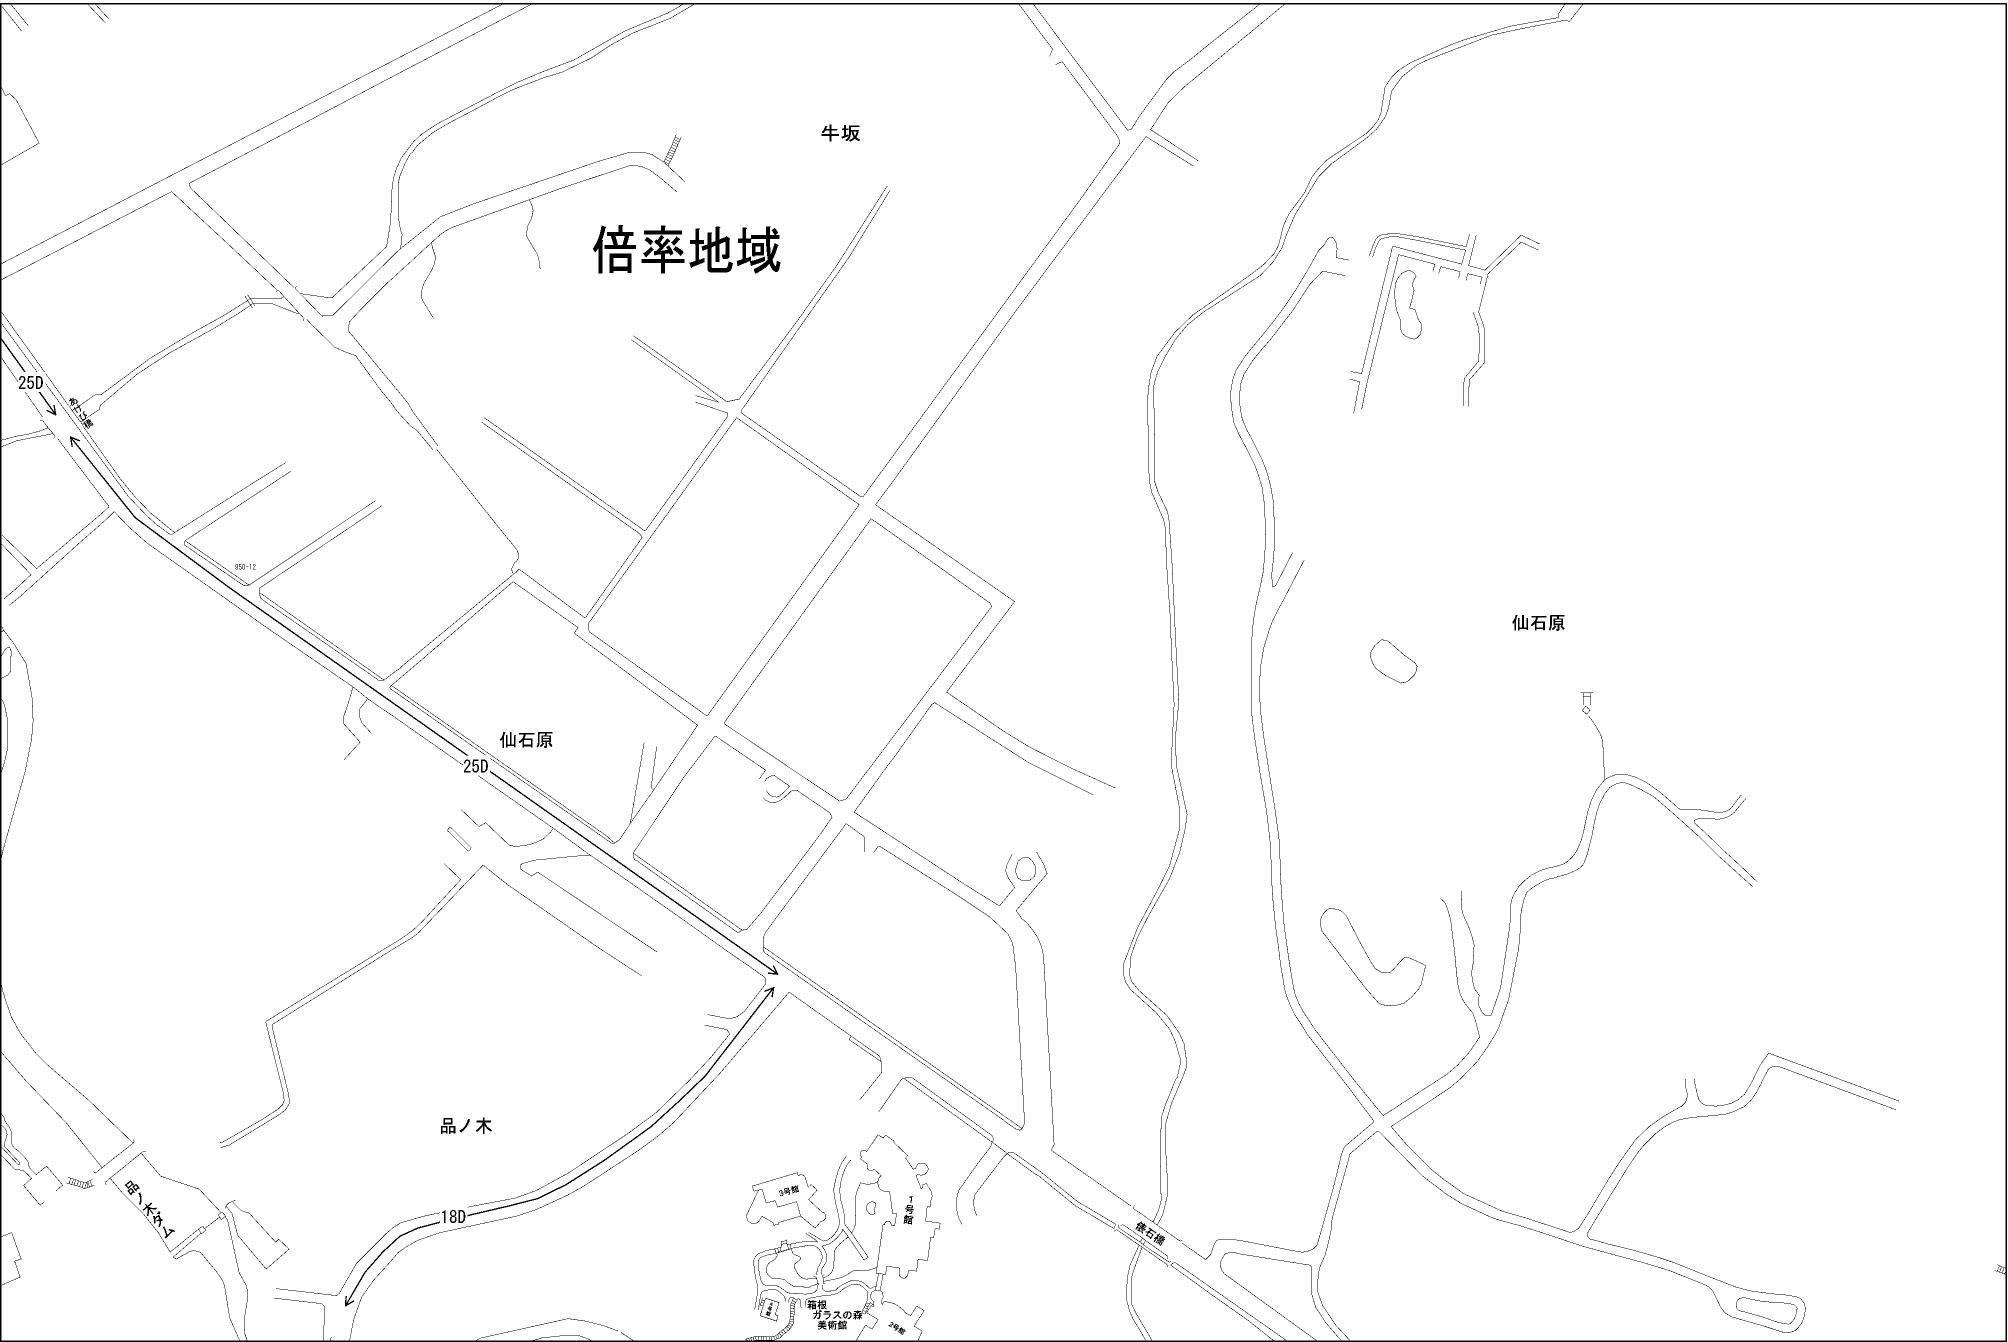 牛坂
倍率地域
25D
950-12
仙石原
仙石原
25D
品ノ木
品ノ木ダム
18D
3号館
1号館
俵石橋
箱根
ガラスの森
美術館
2号館